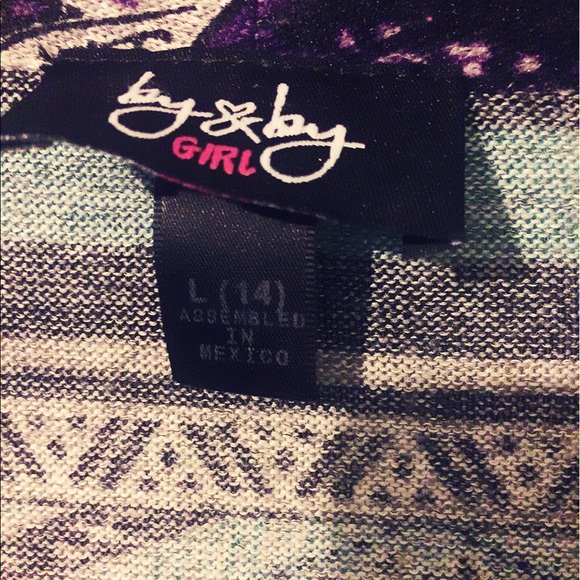 by&by
GIRL
L (14)
ASSEMBLED
IN
MEXICO